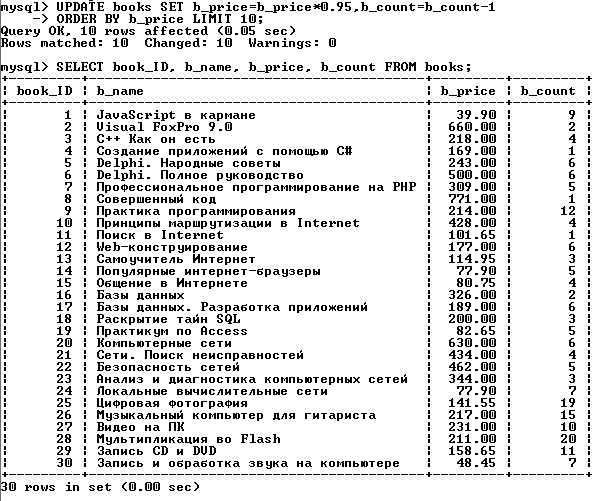 mysql> UPDATE books SET b_price=b_price*0.95,b_count=b_count-1
    -> ORDER BY b_price LIMIT 10;
Query OK, 10 rows affected (0.05 sec)
Rows matched: 10  Changed: 10  Warnings: 0
mysql> SELECT book_ID, b_name, b_price, b_count FROM books;
+---------+------------------------------------------+---------+---------+
| book_ID | b_name                                   | b_price | b_count |
+---------+------------------------------------------+---------+---------+
|       1 | JavaScript в кармане                     |   39.90 |       9 |
|       2 | Visual FoxPro 9.0                        |  660.00 |       2 |
|       3 | C++ Как он есть                          |  218.00 |       4 |
|       4 | Создание приложений с помощью C#         |  169.00 |       1 |
|       5 | Delphi. Народные советы                  |  243.00 |       6 |
|       6 | Delphi. Полное руководство               |  500.00 |       6 |
|       7 | Профессиональное программирование на PHP |  309.00 |       5 |
|       8 | Совершенный код                          |  771.00 |       1 |
|       9 | Практика программирования                |  214.00 |      12 |
|      10 | Принципы маршрутизации в Internet        |  428.00 |       4 |
|      11 | Поиск в Internet                         |  101.65 |       1 |
|      12 | Web-конструирование                      |  177.00 |       6 |
|      13 | Самоучитель Интернет                     |  114.95 |       3 |
|      14 | Популярные интернет-браузеры             |   77.90 |       5 |
|      15 | Общение в Интернете                      |   80.75 |       4 |
|      16 | Базы данных                              |  326.00 |       2 |
|      17 | Базы данных. Разработка приложений       |  189.00 |       6 |
|      18 | Раскрытие тайн SQL                       |  200.00 |       3 |
|      19 | Практикум по Access                      |   82.65 |       5 |
|      20 | Компьютерные сети                        |  630.00 |       6 |
|      21 | Сети. Поиск неисправностей               |  434.00 |       4 |
|      22 | Безопасность сетей                       |  462.00 |       5 |
|      23 | Анализ и диагностика компьютерных сетей  |  344.00 |       3 |
|      24 | Локальные вычислительные сети            |   77.90 |       7 |
|      25 | Цифровая фотография                      |  141.55 |      19 |
|      26 | Музыкальный компьютер для гитариста      |  217.00 |      15 |
|      27 | Видео на ПК                              |  231.00 |      10 |
|      28 | Мультипликация во Flash                  |  211.00 |      20 |
|      29 | Запись CD и DVD                          |  158.65 |      11 |
|      30 | Запись и обработка звука на компьютере   |   48.45 |       7 |
+---------+------------------------------------------+---------+---------+
30 rows in set (0.00 sec)